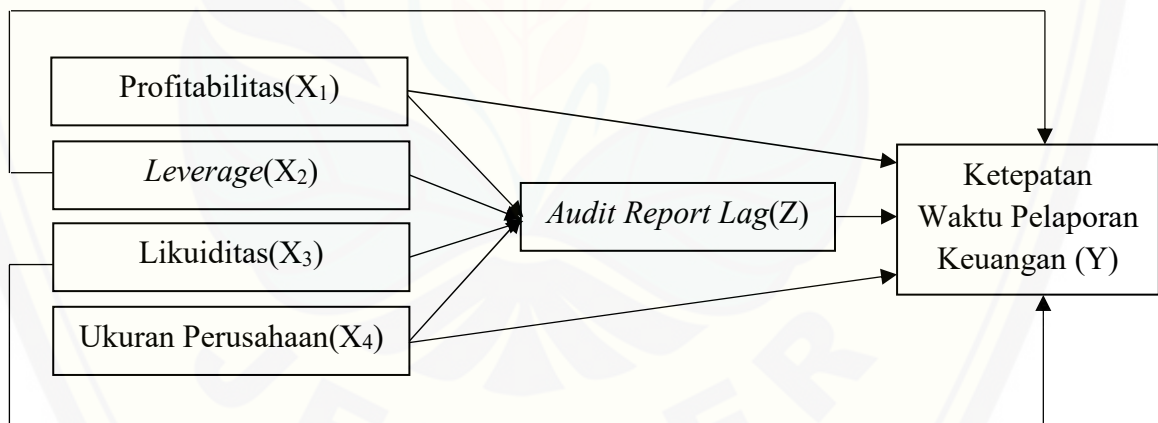 Profitabilitas(X₁)
Leverage(X₂)
Likuiditas(X₃)
Ukuran Perusahaan(X₄)
Audit Report Lag(Z)
Ketepatan
Waktu Pelaporan
Keuangan (Y)